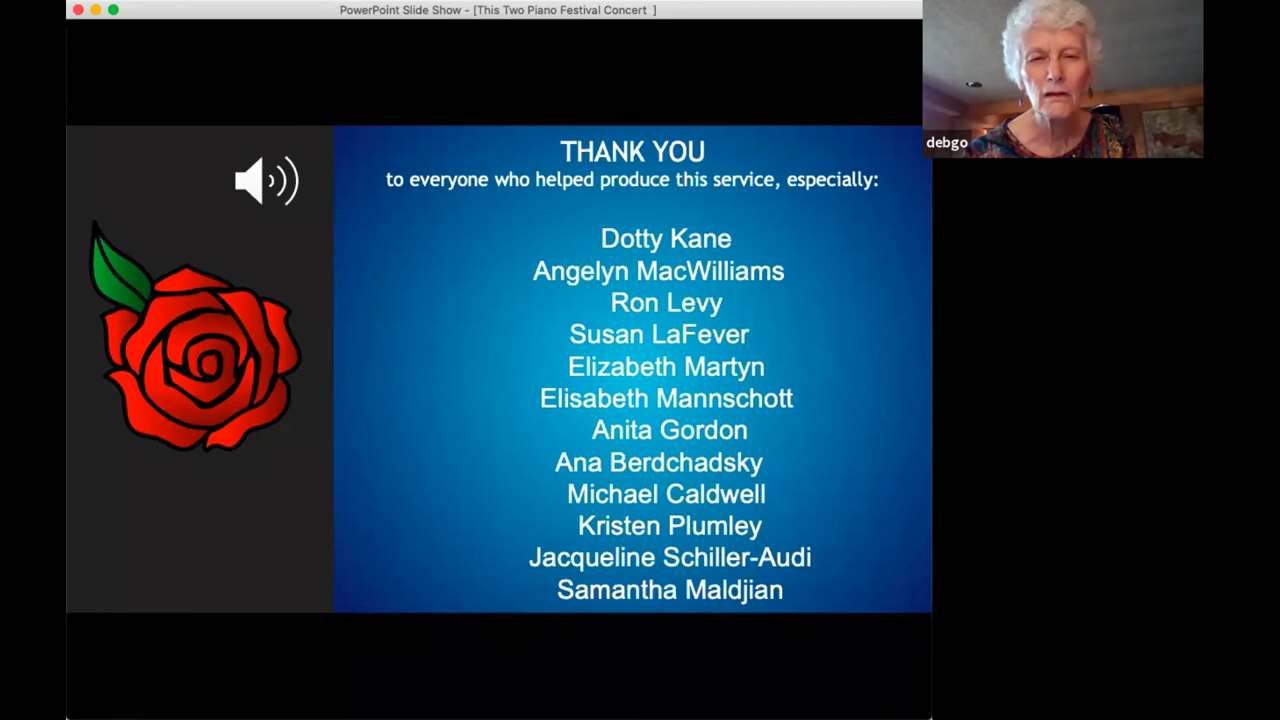 PowerPoint Slide Show - [This Two Piano Festival Concert ]
debgo
THANK YOU
to everyone who helped produce this service, especially:
Dotty Kane
Angelyn MacWilliams
Ron Levy
Susan LaFever
Elizabeth Martyn
Elisabeth Mannschott
Anita Gordon
Ana Berdchadsky
Michael Caldwell
Kristen Plumley
Jacqueline Schiller-Audi
Samantha Maldjian